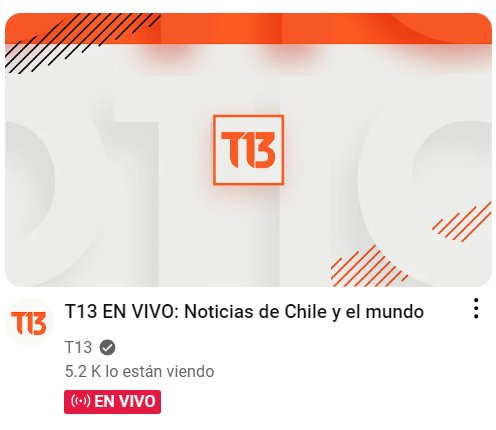 T13
T13
T13 EN VIVO: Noticias de Chile y el mundo
T13
5.2 K lo están viendo
EN VIVO